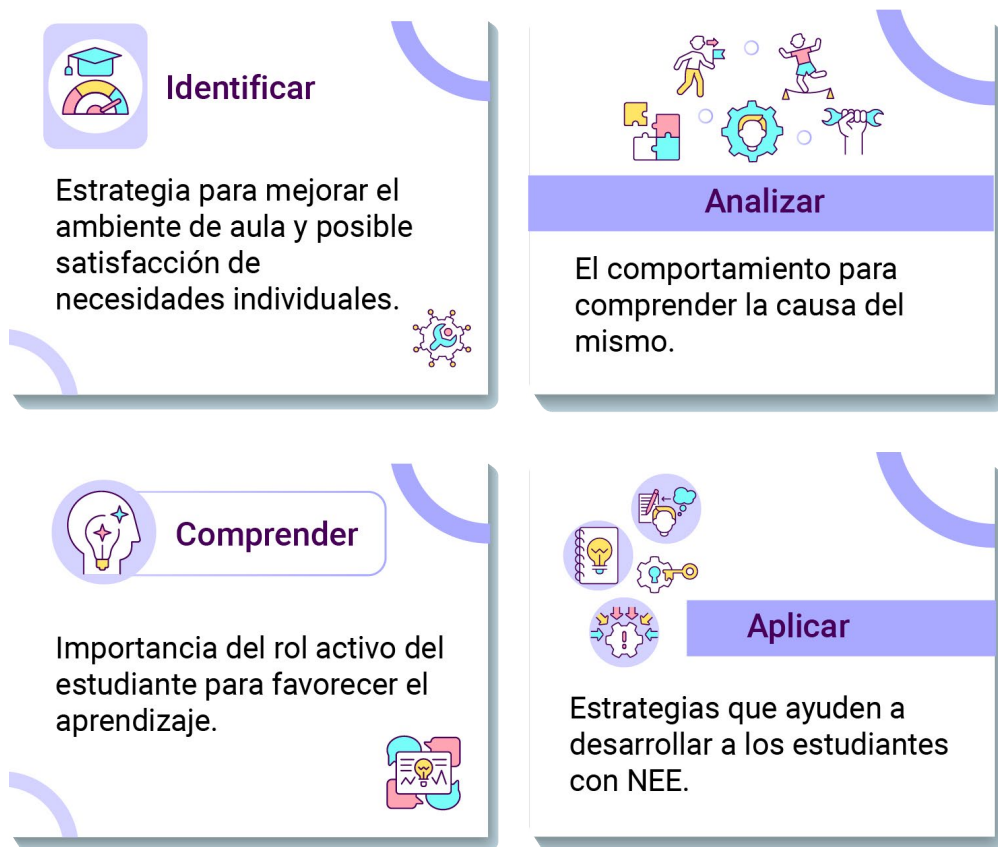 Identificar
Estrategia para mejorar el
ambiente de aula y posible
satisfacción de
necesidades individuales.
Analizar
El comportamiento para
comprender la causa del
mismo.
Comprender
Importancia del rol activo del
estudiante para favorecer el
aprendizaje.
Aplicar
Estrategias que ayuden a
desarrollar a los estudiantes
con NEE.